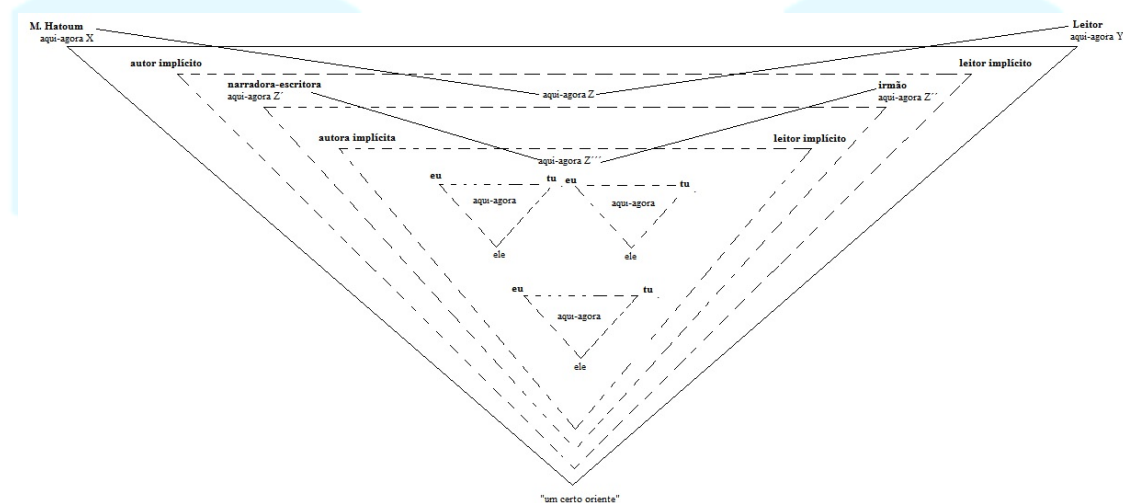 M. Hatoum
aqui-agora X
Leitor
aqui-agora Y
autor implícito
leitor implícito
narradora-escritora
aqui-agora Z´
aqui-agora Z
irmão
aqui-agora Z´´
autora implícita
leitor implícito
aqui-agora Z´´´
eu
tu
eu
tu
aqui-agora
aqui-agora
ele
ele
eu
tu
aqui-agora
ele
"um certo oriente"